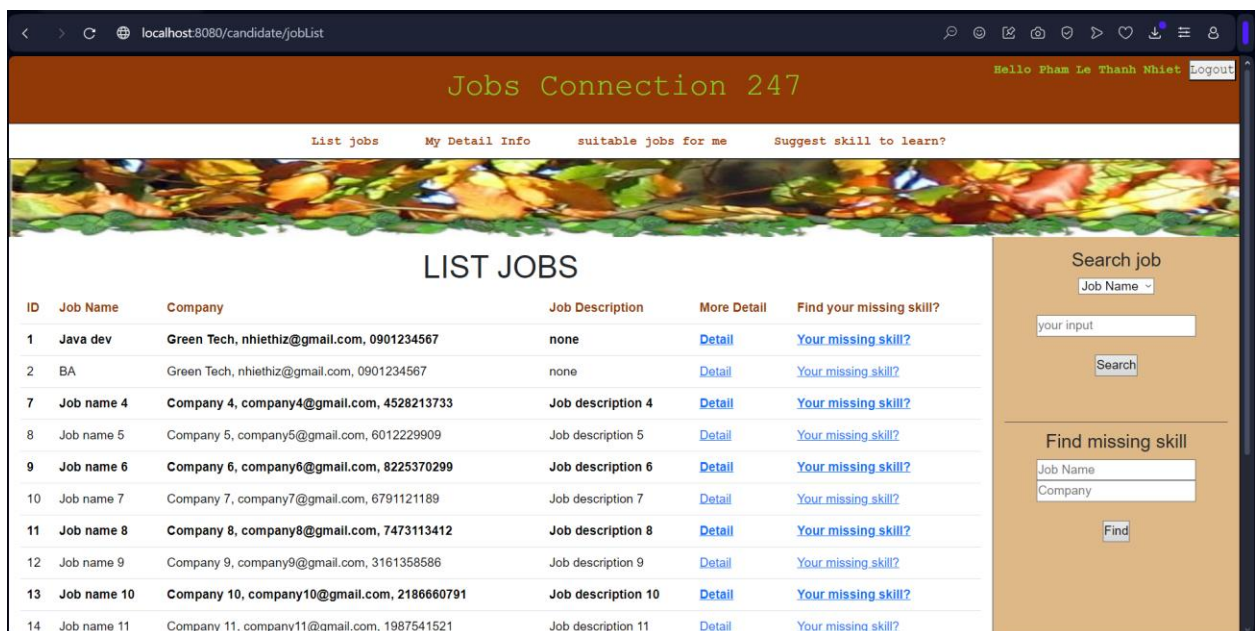 localhost:8080/candidate/jobList
Hello Pham Le Thanh Nhiet Logout
Jobs Connection 247
List jobs My Detail Info suitable jobs for me Suggest skill to learn?
LIST JOBS
ID Job Name Company Job Description More Detail Find your missing skill?
1 Java dev Green Tech, nhiethiz@gmail.com, 0901234567 none Detail Your missing skill?
2 BA Green Tech, nhiethiz@gmail.com, 0901234567 none Detail Your missing skill?
7 Job name 4 Company 4, company4@gmail.com, 4528213733 Job description 4 Detail Your missing skill?
8 Job name 5 Company 5, company5@gmail.com, 6012229909 Job description 5 Detail Your missing skill?
9 Job name 6 Company 6, company6@gmail.com, 8225370299 Job description 6 Detail Your missing skill?
10 Job name 7 Company 7, company7@gmail.com, 6791121189 Job description 7 Detail Your missing skill?
11 Job name 8 Company 8, company8@gmail.com, 7473113412 Job description 8 Detail Your missing skill?
12 Job name 9 Company 9, company9@gmail.com, 3161358586 Job description 9 Detail Your missing skill?
13 Job name 10 Company 10, company10@gmail.com, 2186660791 Job description 10 Detail Your missing skill?
14 Job name 11 Company 11, company11@gmail.com, 1987541521 Job description 11 Detail Your missing skill?
Search job
Job Name
your input
Search
Find missing skill
Job Name
Company
Find